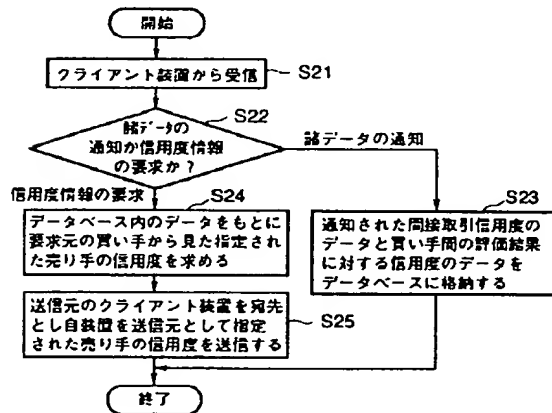 開始
クライアント装置から受信
S21
S22
諸データの
通知か信用度情報
の要求か?
諸データの通知
信用度情報の要求
S24
データベース内のデータをもとに
要求元の買い手から見た指定され
た売り手の信用度を求める
S23
通知された間接取引信用度の
データと買い手間の評価結果
に対する信用度のデータを
データベースに格納する
送信元のクライアント装置を宛先
とし自装置を送信元として指定
された売り手の信用度を送信する
S25
終了